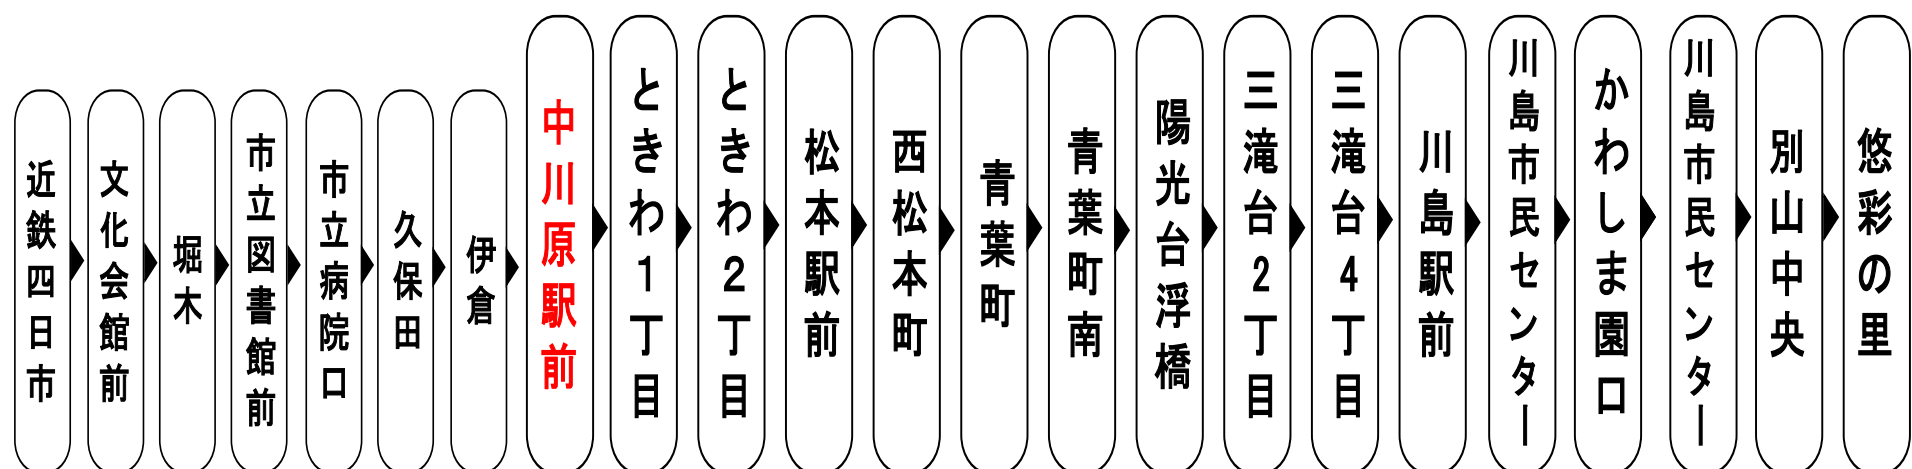 近鉄四日市
文化会館前
堀木
市立図書館前
市立病院口
久保田
伊倉
中川原駅前
ときわ１丁目
ときわ２丁目
松本駅前
西松本町
青葉町
青葉町南
陽光台浮橋
三滝台２丁目
三滝台４丁目
川島駅前
川島市民センター
かわしま園口
川島市民センター
別山中央
悠彩の里